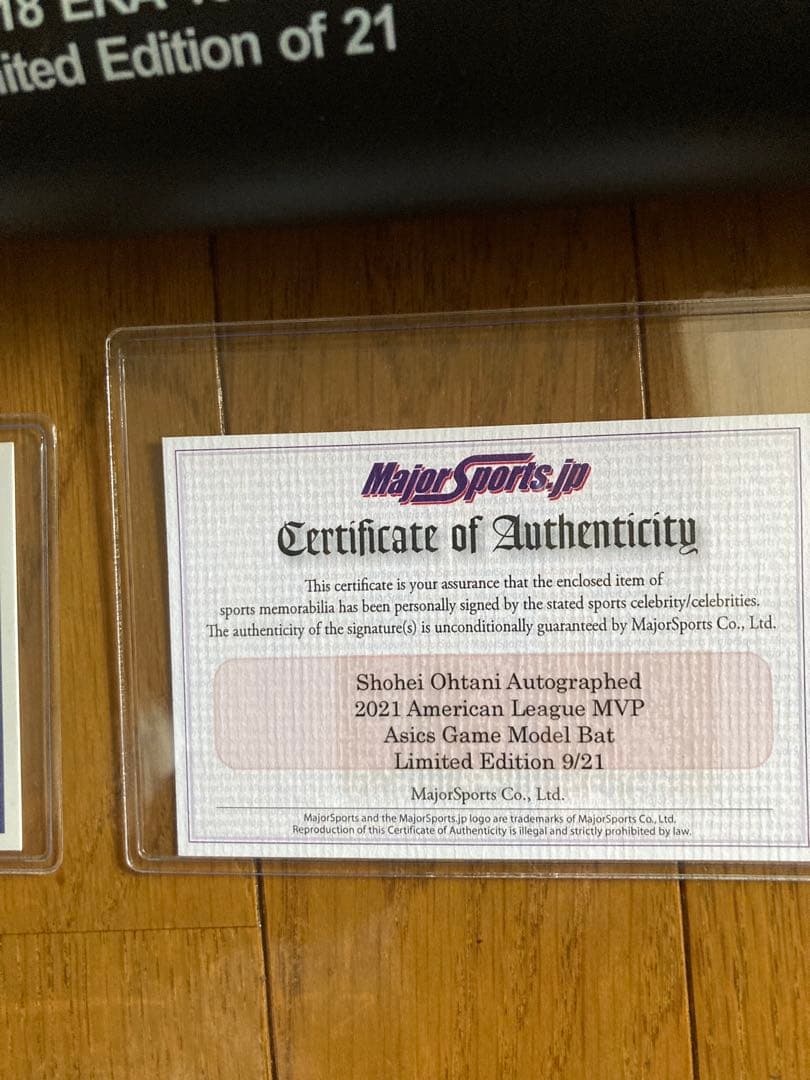 18 ERA
ited Edition of 21
MajorSports.jp
Certificate of Authenticity
This certificate is your assurance that the enclosed item of
sports memorabilia has been personally signed by the stated sports celebrity/celebrities.
The authenticity of the signature(s) is unconditionally guaranteed by MajorSports Co., Ltd.
Shohei Ohtani Autographed
2021 American League MVP
Asics Game Model Bat
Limited Edition 9/21
MajorSports Co., Ltd.
MajorSports and the MajorSports.jp logo are trademarks of MajorSports Co., Ltd.
Reproduction of this Certificate of Authenticity is illegal and strictly prohibited by law.